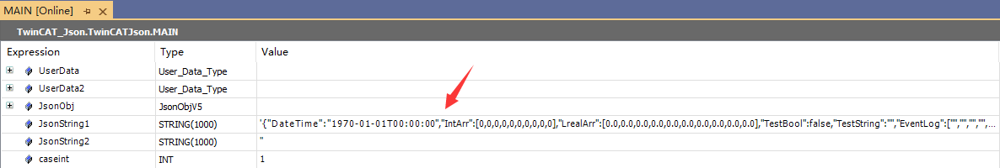 MAIN [Online]
TwinCAT_Json.TwinCATJson.MAIN
Expression Type Value
UserData User_Data_Type
UserData2 User_Data_Type
JsonObj JsonObjV5
JsonString1 STRING(1000) '{"DateTime":"1970-01-01T00:00:00","IntArr":[0,0,0,0,0,0,0,0,0,0],"LrealArr":[0.0,0.0,0.0,0.0,0.0,0.0,0.0,0.0,0.0,0.0],"TestBool":false,"TestString":"","EventLog":["","","","",...
JsonString2 STRING(1000) ''
caseint INT 1